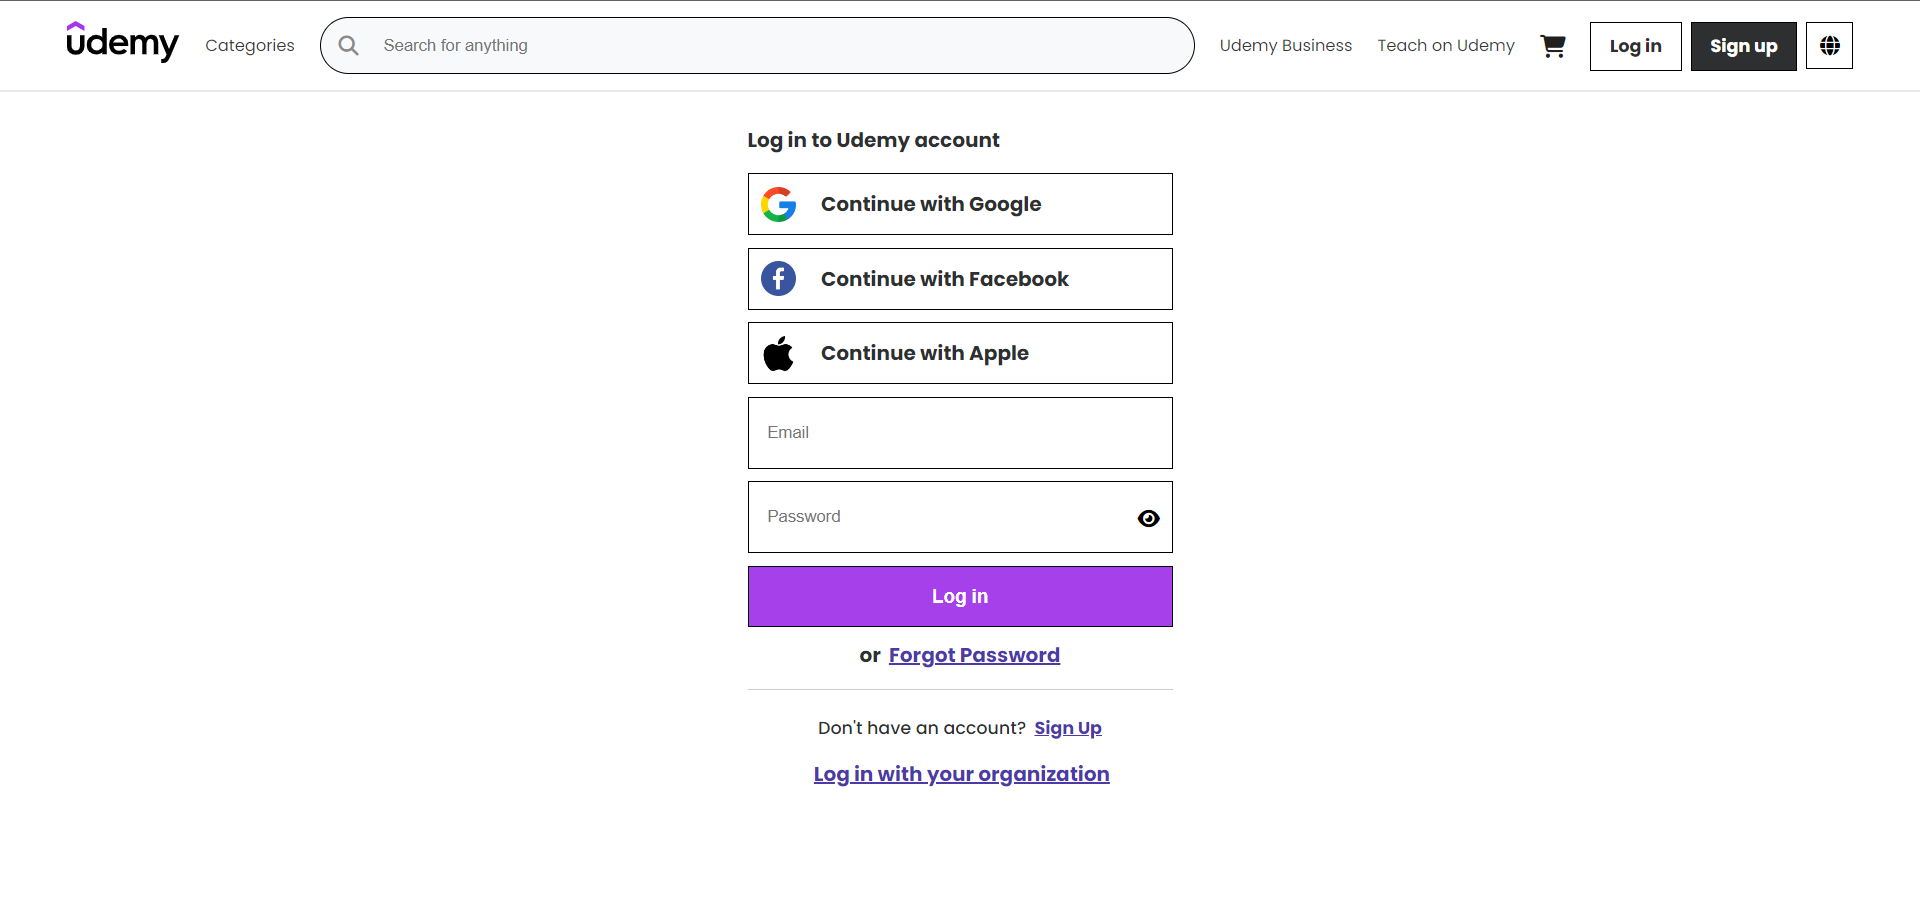 udemy Categories Search for anything Udemy Business Teach on Udemy Log in Sign up
Log in to Udemy account
Continue with Google
Continue with Facebook
Continue with Apple
Email
Password
Log in
or Forgot Password
Don't have an account? Sign Up
Log in with your organization